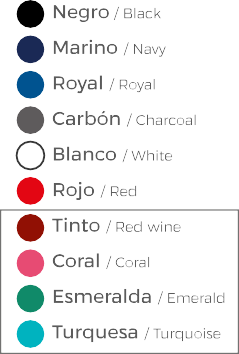 Negro / Black
Marino / Navy
Royal / Royal
Carbón / Charcoal
Blanco / White
Rojo / Red
Tinto / Red wine
Coral / Coral
Esmeralda / Emerald
Turquesa / Turquoise